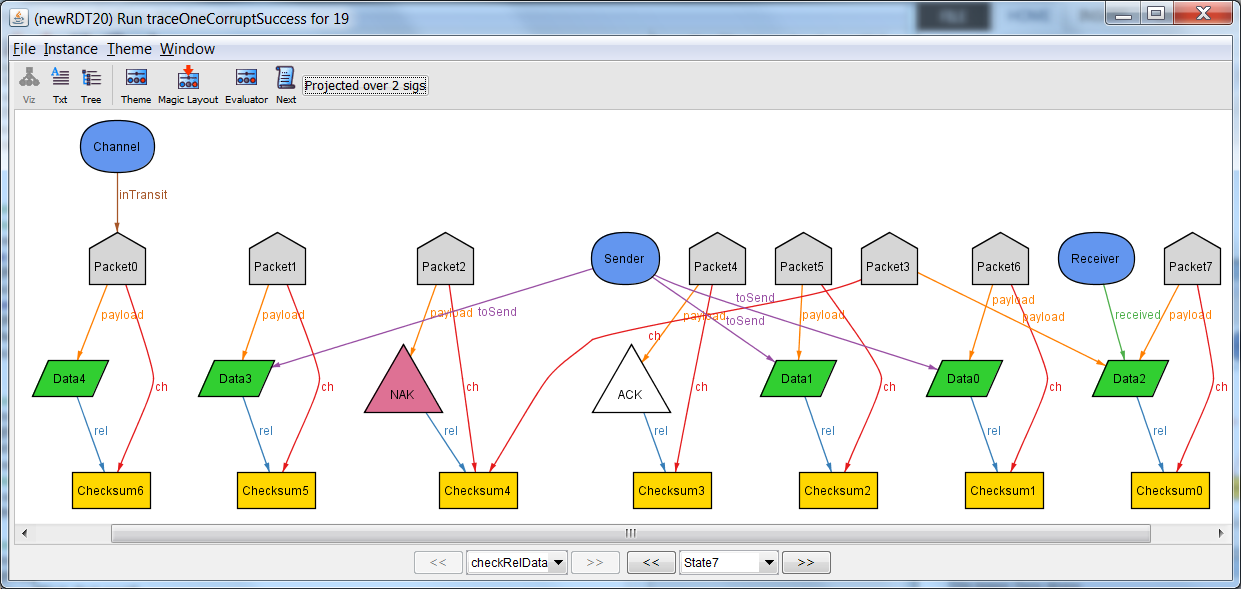 (newRDT20) Run traceOneCorruptSuccess for 19
File Instance Theme Window
Viz Txt Tree Theme Magic Layout Evaluator Next Projected over 2 sigs
Channel
inTransit
Packet0 Packet1 Packet2 Sender Packet4 Packet5 Packet3 Packet6 Receiver Packet7
toSend
payload payload payload toSend payload toSend payload payload payload received payload
ch
Data4 Data3 NAK ACK Data1 Data0 Data2
ch ch ch ch ch ch ch
rel rel rel rel rel rel rel
Checksum6 Checksum5 Checksum4 Checksum3 Checksum2 Checksum1 Checksum0
<< checkRelData >> << State7 >>